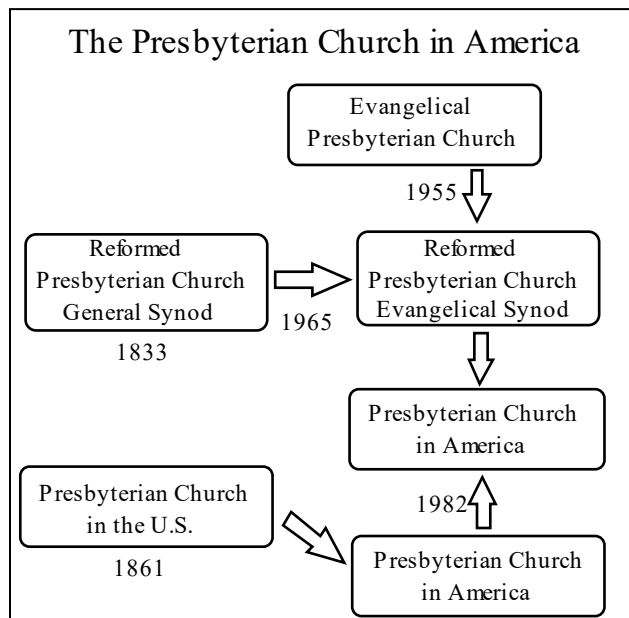 The Presbyterian Church in America
Evangelical
Presbyterian Church
1955
Reformed
Presbyterian Church
General Synod
1833
1965
Reformed
Presbyterian Church
Evangelical Synod
Presbyterian Church
in America
1982
Presbyterian Church
in the U.S.
1861
Presbyterian Church
in America